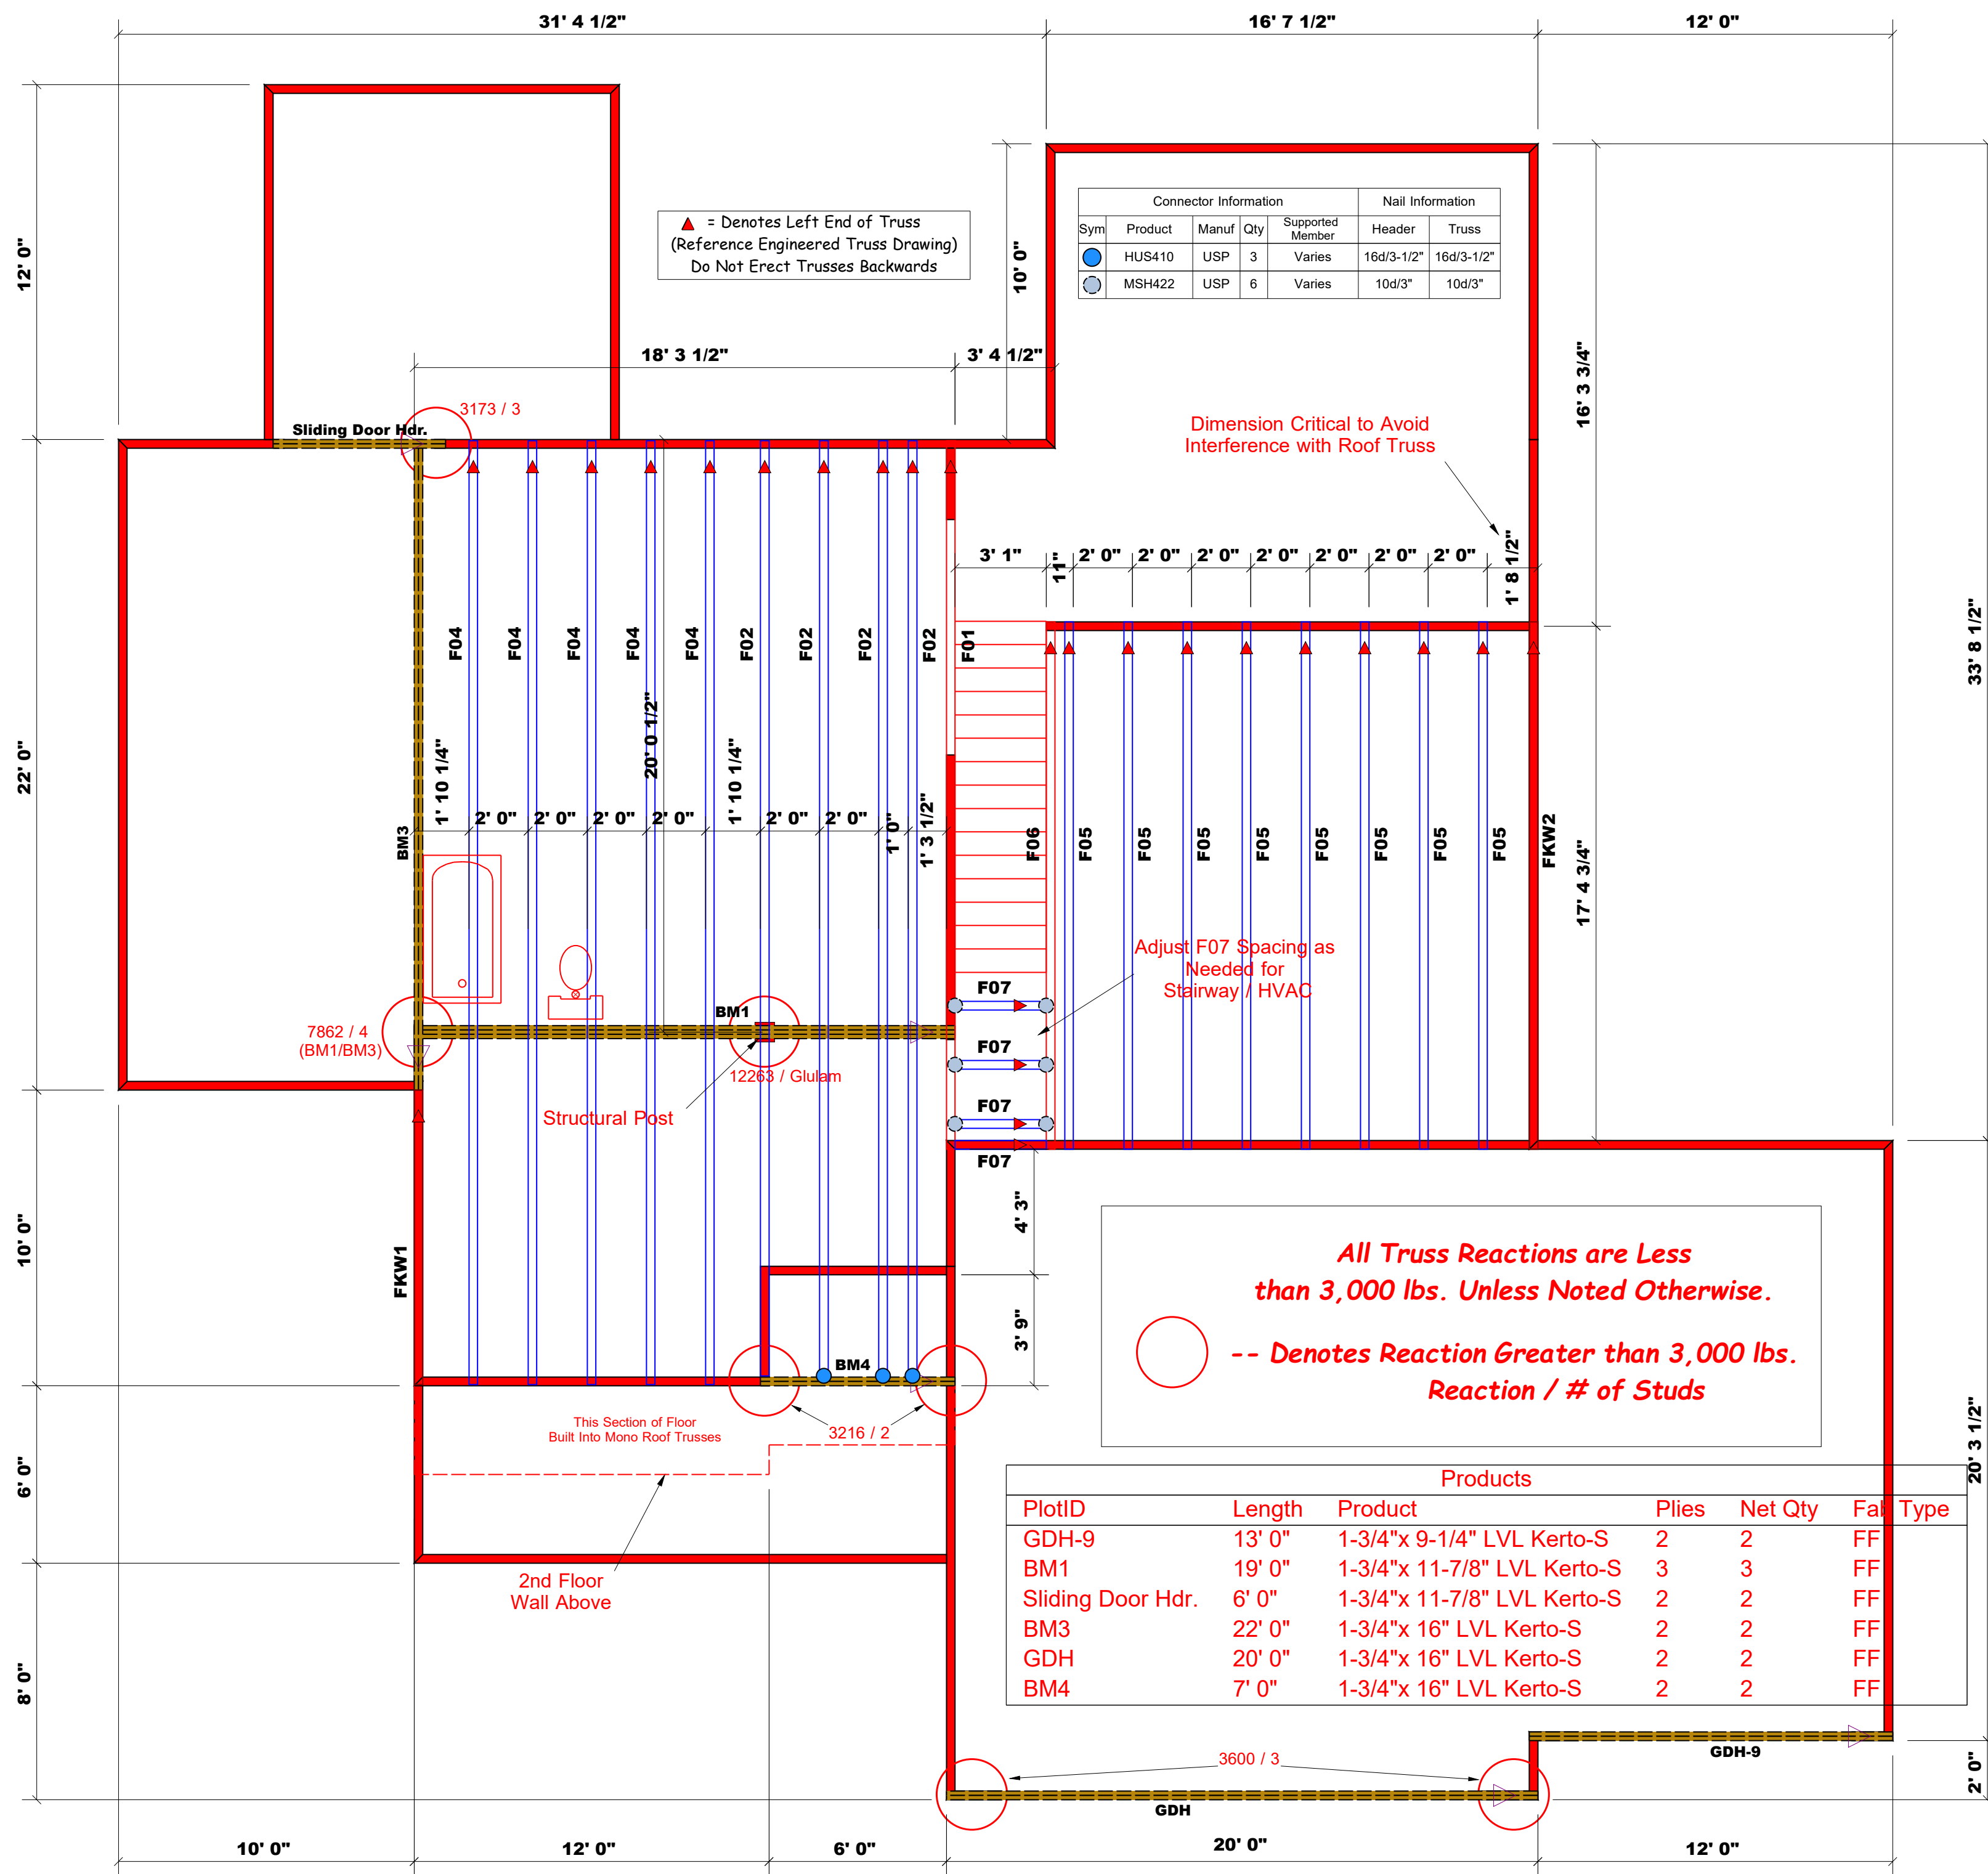 31' 4 1/2"
16' 7 1/2"
12' 0"
= Denotes Left End of Truss
(Reference Engineered Truss Drawing)
Do Not Erect Trusses Backwards
Connector Information
Nail Information
Sym Product Manuf Qty Supported Member Header Truss
HUS410 USP 3 Varies 16d/3-1/2" 16d/3-1/2"
MSH422 USP 6 Varies 10d/3" 10d/3"
12' 0"
10' 0"
18' 3 1/2"
3' 4 1/2"
16' 3 3/4"
3173 / 3
Sliding Door Hdr.
Dimension Critical to Avoid
Interference with Roof Truss
3' 1"
11"
2' 0"
2' 0"
2' 0"
2' 0"
2' 0"
2' 0"
2' 0"
1' 8 1/2"
33' 8 1/2"
F04
F04
F04
F04
F04
F02
F02
F02
F02
F01
22' 0"
20' 0 1/2"
1' 10 1/4"
2' 0"
2' 0"
2' 0"
2' 0"
1' 10 1/4"
2' 0"
2' 0"
1' 0"
1' 3 1/2"
BM3
F06
F05
F05
F05
F05
F05
F05
F05
F05
FKW2
17' 4 3/4"
Adjust F07 Spacing as
Needed for
Stairway / HVAC
F07
BM1
7862 / 4
(BM1/BM3)
F07
12263 / Glulam
Structural Post
F07
F07
10' 0"
FKW1
4' 3"
3' 9"
All Truss Reactions are Less
than 3,000 lbs. Unless Noted Otherwise.
-- Denotes Reaction Greater than 3,000 lbs.
Reaction / # of Studs
BM4
This Section of Floor
Built Into Mono Roof Trusses
3216 / 2
6' 0"
20' 3 1/2"
Products
PlotID Length Product Plies Net Qty Fab Type
GDH-9 13' 0" 1-3/4"x 9-1/4" LVL Kerto-S 2 2 FF
BM1 19' 0" 1-3/4"x 11-7/8" LVL Kerto-S 3 3 FF
Sliding Door Hdr. 6' 0" 1-3/4"x 11-7/8" LVL Kerto-S 2 2 FF
BM3 22' 0" 1-3/4"x 16" LVL Kerto-S 2 2 FF
GDH 20' 0" 1-3/4"x 16" LVL Kerto-S 2 2 FF
BM4 7' 0" 1-3/4"x 16" LVL Kerto-S 2 2 FF
2nd Floor
Wall Above
8' 0"
3600 / 3
GDH-9
2' 0"
GDH
10' 0"
12' 0"
6' 0"
20' 0"
12' 0"